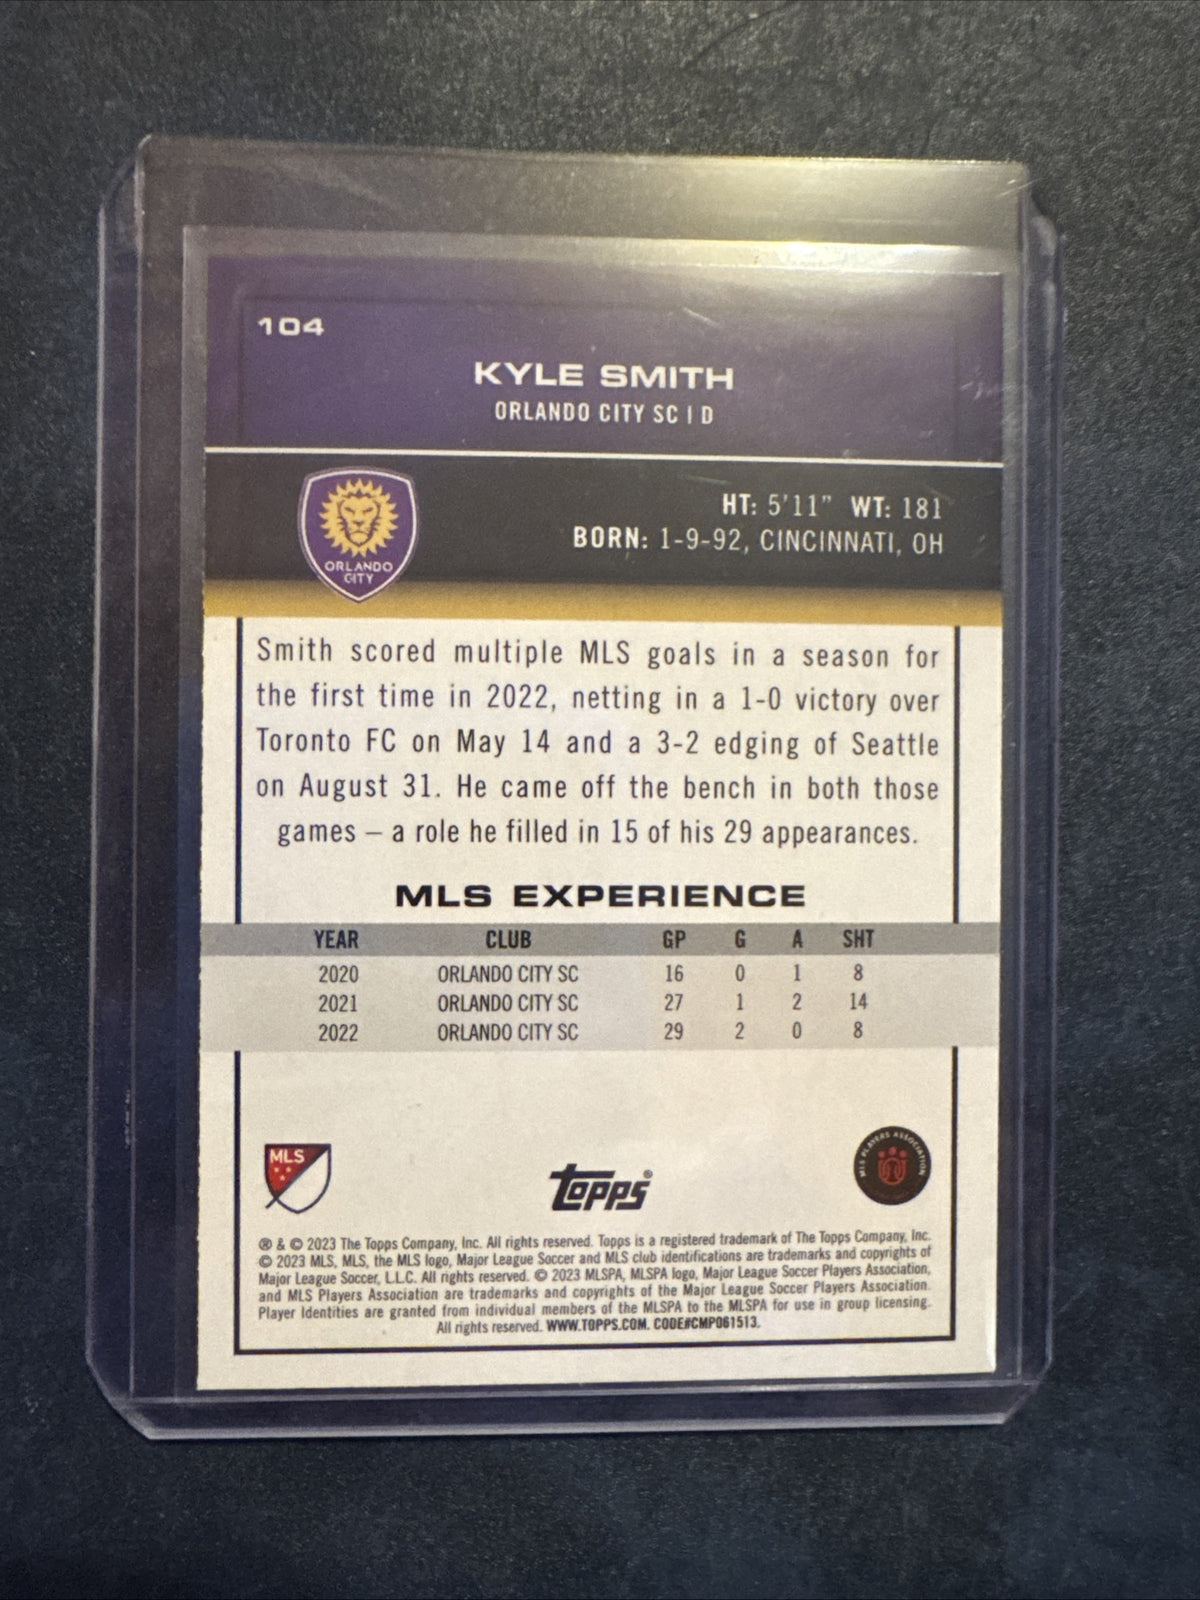 104
KYLE SMITH
ORLANDO CITY SC | D
ORLANDO
CITY
HT: 5'11" WT: 181
BORN: 1-9-92, CINCINNATI, OH
Smith scored multiple MLS goals in a season for
the first time in 2022, netting in a 1-0 victory over
Toronto FC on May 14 and a 3-2 edging of Seattle
on August 31. He came off the bench in both those
games – a role he filled in 15 of his 29 appearances.
MLS EXPERIENCE
YEAR CLUB GP G A SHT
2020 ORLANDO CITY SC 16 0 1 8
2021 ORLANDO CITY SC 27 1 2 14
2022 ORLANDO CITY SC 29 2 0 8
MLS
Topps®
MLS PLAYERS ASSOCIATION
® & © 2023 The Topps Company, Inc. All rights reserved. Topps is a registered trademark of The Topps Company, Inc.
© 2023 MLS, MLS, the MLS logo, Major League Soccer and MLS club identifications are trademarks and copyrights of
Major League Soccer, L.L.C. All rights reserved. © 2023 MLSPA, MLSPA logo, Major League Soccer Players Association,
and MLS Players Association are trademarks and copyrights of the Major League Soccer Players Association.
Player Identities are granted from individual members of the MLSPA to the MLSPA for use in group licensing.
All rights reserved. WWW.TOPPS.COM. CODE#CMP061513.